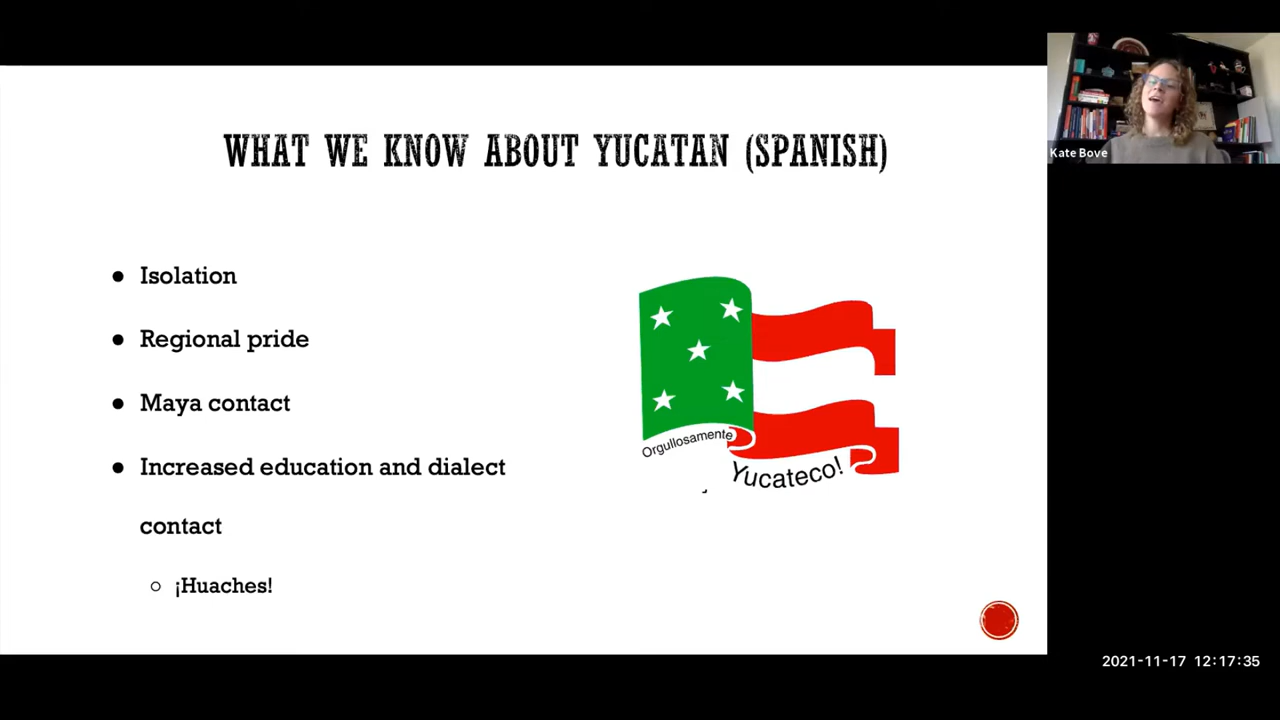 WHAT WE KNOW ABOUT YUCATAN (SPANISH)
Kate Bove
● Isolation
● Regional pride
● Maya contact
● Increased education and dialect
contact
○ ¡Huaches!
Orgullosamente
Yucateco!
2021-11-17 12:17:35